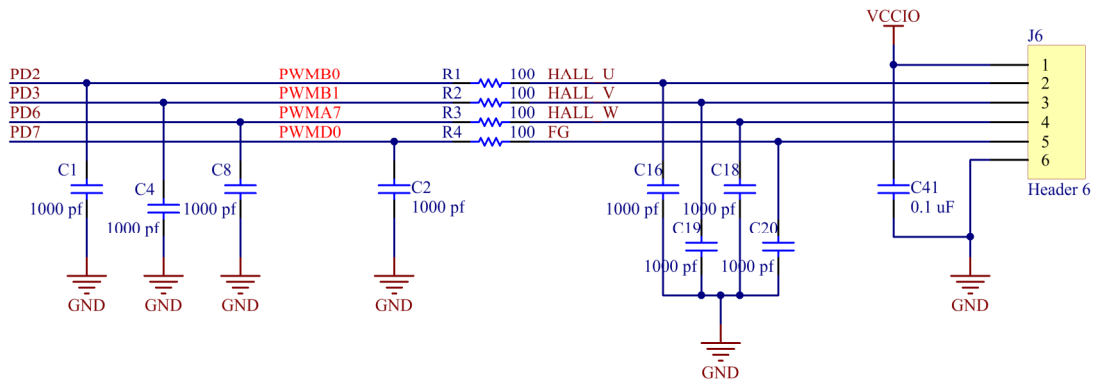 VCCIO
J6
PD2 PWMB0 R1 100 HALL_U 1
PD3 PWMB1 R2 100 HALL_V 2
PD6 PWMA7 R3 100 HALL_W 3
PD7 PWMD0 R4 100 FG 4
5
6
C1 C4 C8 C2 C16 C18 C41 Header 6
1000 pf 1000 pf 1000 pf 1000 pf 1000 pf 0.1 uF
1000 pf C19 C20
1000 pf 1000 pf
GND GND GND GND GND
GND